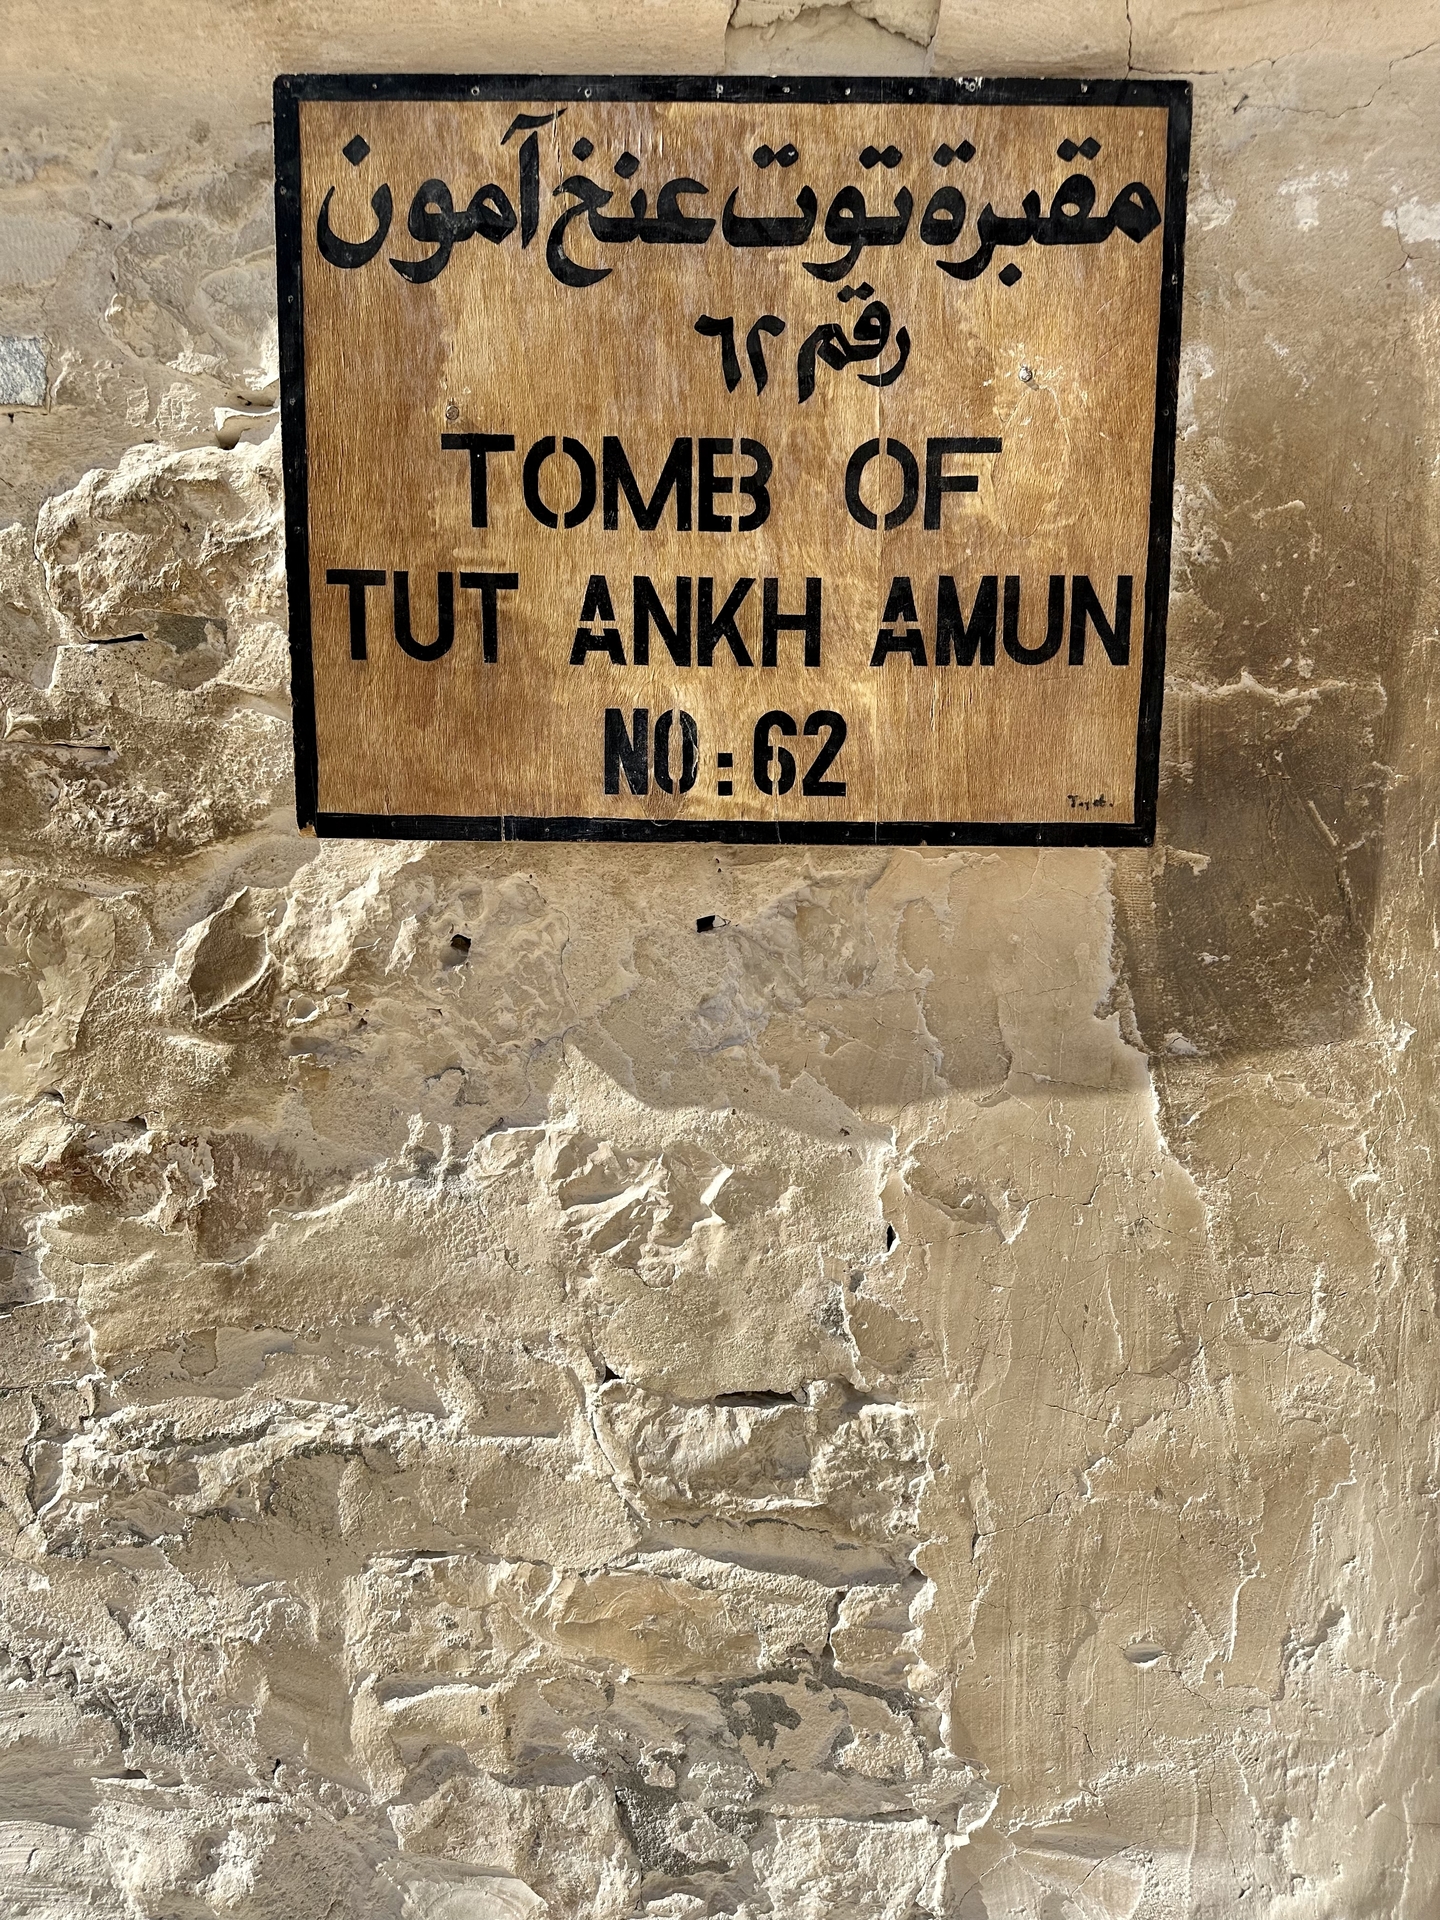 مقبرة توت عنخ آمون
رقم ٦٢
TOMB OF
TUT ANKH AMUN
NO:62